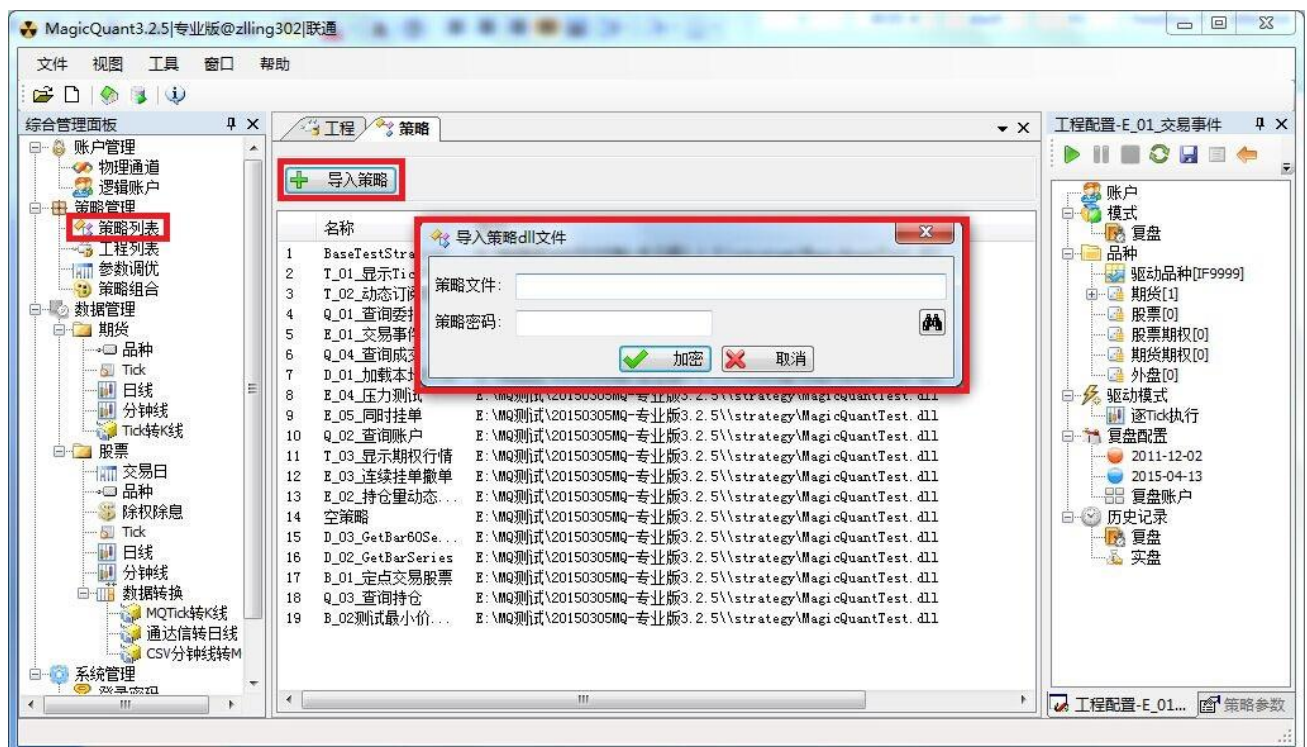 MagicQuant3.2.5|专业版@zlling302|联通
文件 视图 工具 窗口 帮助
综合管理面板
账户管理
物理通道
逻辑账户
策略管理
策略列表
工程列表
参数调优
策略组合
数据管理
期货
品种
Tick
日线
分钟线
Tick转K线
股票
交易日
品种
除权除息
Tick
日线
分钟线
数据转换
MQTick转K线
通达信转日线
CSV分钟线转M
系统管理
登录密码
工程 策略
导入策略
名称
1 BaseTestStra
2 T_01_显示Tic
3 T_02_动态订阅
4 Q_01_查询委托
5 E_01_交易事件
6 Q_04_查询成交
7 D_01_加载本地
8 E_04_压力测试 E:\MQ测试\20150305MQ-专业版3.2.5\\strategy\MagicQuantTest.dll
9 E_05_同时挂单 E:\MQ测试\20150305MQ-专业版3.2.5\\strategy\MagicQuantTest.dll
10 Q_02_查询账户 E:\MQ测试\20150305MQ-专业版3.2.5\\strategy\MagicQuantTest.dll
11 T_03_显示期权行情 E:\MQ测试\20150305MQ-专业版3.2.5\\strategy\MagicQuantTest.dll
12 E_03_连续挂单撤单 E:\MQ测试\20150305MQ-专业版3.2.5\\strategy\MagicQuantTest.dll
13 E_02_持仓量动态... E:\MQ测试\20150305MQ-专业版3.2.5\\strategy\MagicQuantTest.dll
14 空策略 E:\MQ测试\20150305MQ-专业版3.2.5\\strategy\MagicQuantTest.dll
15 D_03_GetBar60Se... E:\MQ测试\20150305MQ-专业版3.2.5\\strategy\MagicQuantTest.dll
16 D_02_GetBarSeries E:\MQ测试\20150305MQ-专业版3.2.5\\strategy\MagicQuantTest.dll
17 B_01_定点交易股票 E:\MQ测试\20150305MQ-专业版3.2.5\\strategy\MagicQuantTest.dll
18 Q_03_查询持仓 E:\MQ测试\20150305MQ-专业版3.2.5\\strategy\MagicQuantTest.dll
19 B_02测试最小价... E:\MQ测试\20150305MQ-专业版3.2.5\\strategy\MagicQuantTest.dll
导入策略dll文件
策略文件:
策略密码:
加密 取消
工程配置-E_01_交易事件
账户
模式
复盘
品种
驱动品种[IF9999]
期货[1]
股票[0]
股票期权[0]
期货期权[0]
外盘[0]
驱动模式
逐Tick执行
复盘配置
2011-12-02
2015-04-13
复盘账户
历史记录
复盘
实盘
工程配置-E_01... 策略参数